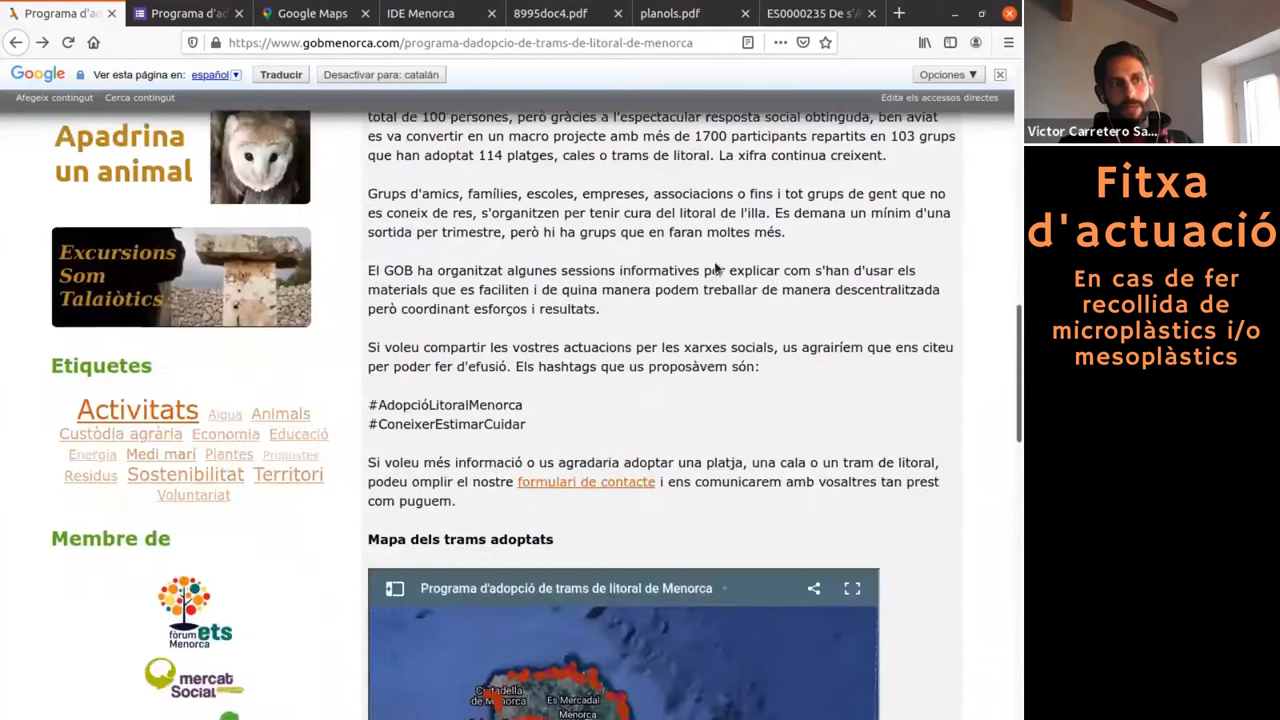 Programa d'ad
Programa d'ad
Google Maps
IDE Menorca
8995doc4.pdf
planols.pdf
ES0000235 De s'A
https://www.gobmenorca.com/programa-dadopcio-de-trams-de-litoral-de-menorca
Google Ver esta página en: español Traducir Desactivar para: catalán Opciones ▼
Afegeix contingut Cerca contingut Edita els accessos directes
Apadrina
un animal
Excursions
Som
Talaiòtics
Etiquetes
Activitats Aigua Animals
Custòdia agrària Economia Educació
Energia Medi marí Plantes Propostes
Residus Sostenibilitat Territori
Voluntariat
Membre de
fòrum ets
Menorca
mercat
Social
total de 100 persones, però gràcies a l'espectacular resposta social obtinguda, ben aviat
es va convertir en un macro projecte amb més de 1700 participants repartits en 103 grups
que han adoptat 114 platges, cales o trams de litoral. La xifra continua creixent.
Grups d'amics, famílies, escoles, empreses, associacions o fins i tot grups de gent que no
es coneix de res, s'organitzen per tenir cura del litoral de l'illa. Es demana un mínim d'una
sortida per trimestre, però hi ha grups que en faran moltes més.
El GOB ha organitzat algunes sessions informatives per explicar com s'han d'usar els
materials que es faciliten i de quina manera podem treballar de manera descentralitzada
però coordinant esforços i resultats.
Si voleu compartir les vostres actuacions per les xarxes socials, us agrairíem que ens citeu
per poder fer d'efusió. Els hashtags que us proposàvem són:
#AdopcióLitoralMenorca
#ConeixerEstimarCuidar
Si voleu més informació o us agradaria adoptar una platja, una cala o un tram de litoral,
podeu omplir el nostre formulari de contacte i ens comunicarem amb vosaltres tan prest
com puguem.
Mapa dels trams adoptats
Programa d'adopció de trams de litoral de Menorca
Ciutadella
de Menorca
Es Mercadal
Menorca
Victor Carretero Sa...
Fitxa
d'actuació
En cas de fer
recollida de
microplàstics i/o
mesoplàstics